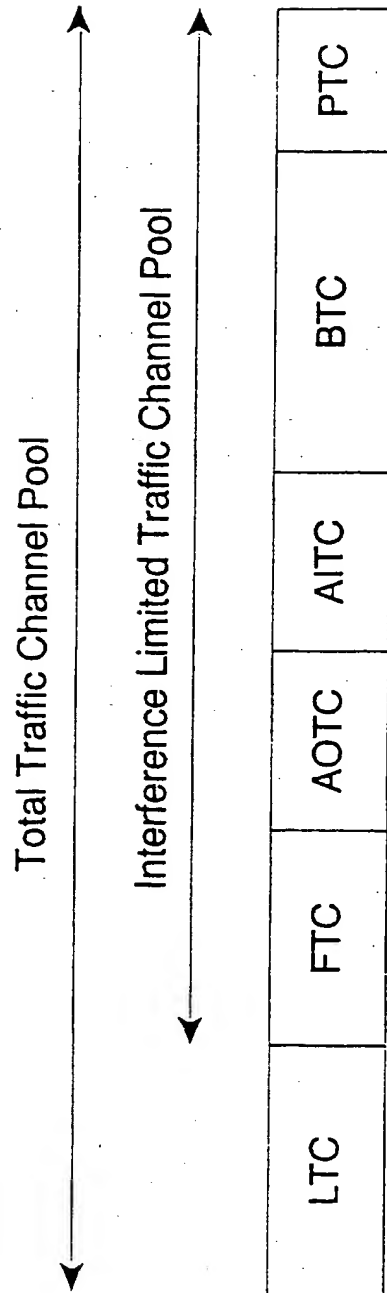 Total Traffic Channel Pool
Interference Limited Traffic Channel Pool
LTC
FTC
AOTC
AITC
BTC
PTC